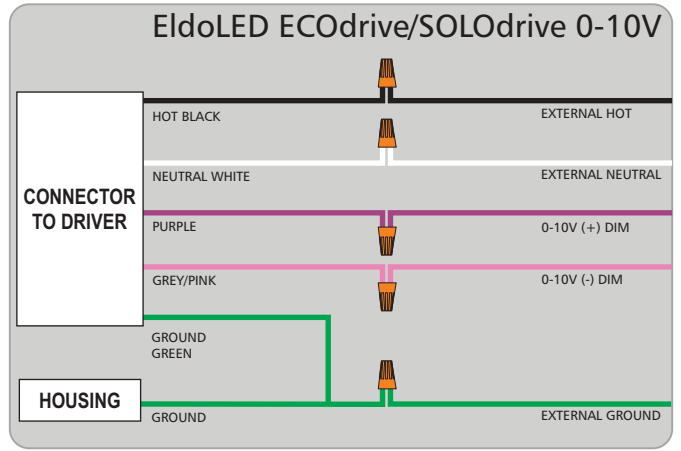 EldoLED ECOdrive/SOLOdrive 0-10V
HOT BLACK
EXTERNAL HOT
NEUTRAL WHITE
EXTERNAL NEUTRAL
CONNECTOR
TO DRIVER
PURPLE
0-10V (+) DIM
GREY/PINK
0-10V (-) DIM
GROUND
GREEN
HOUSING
GROUND
EXTERNAL GROUND